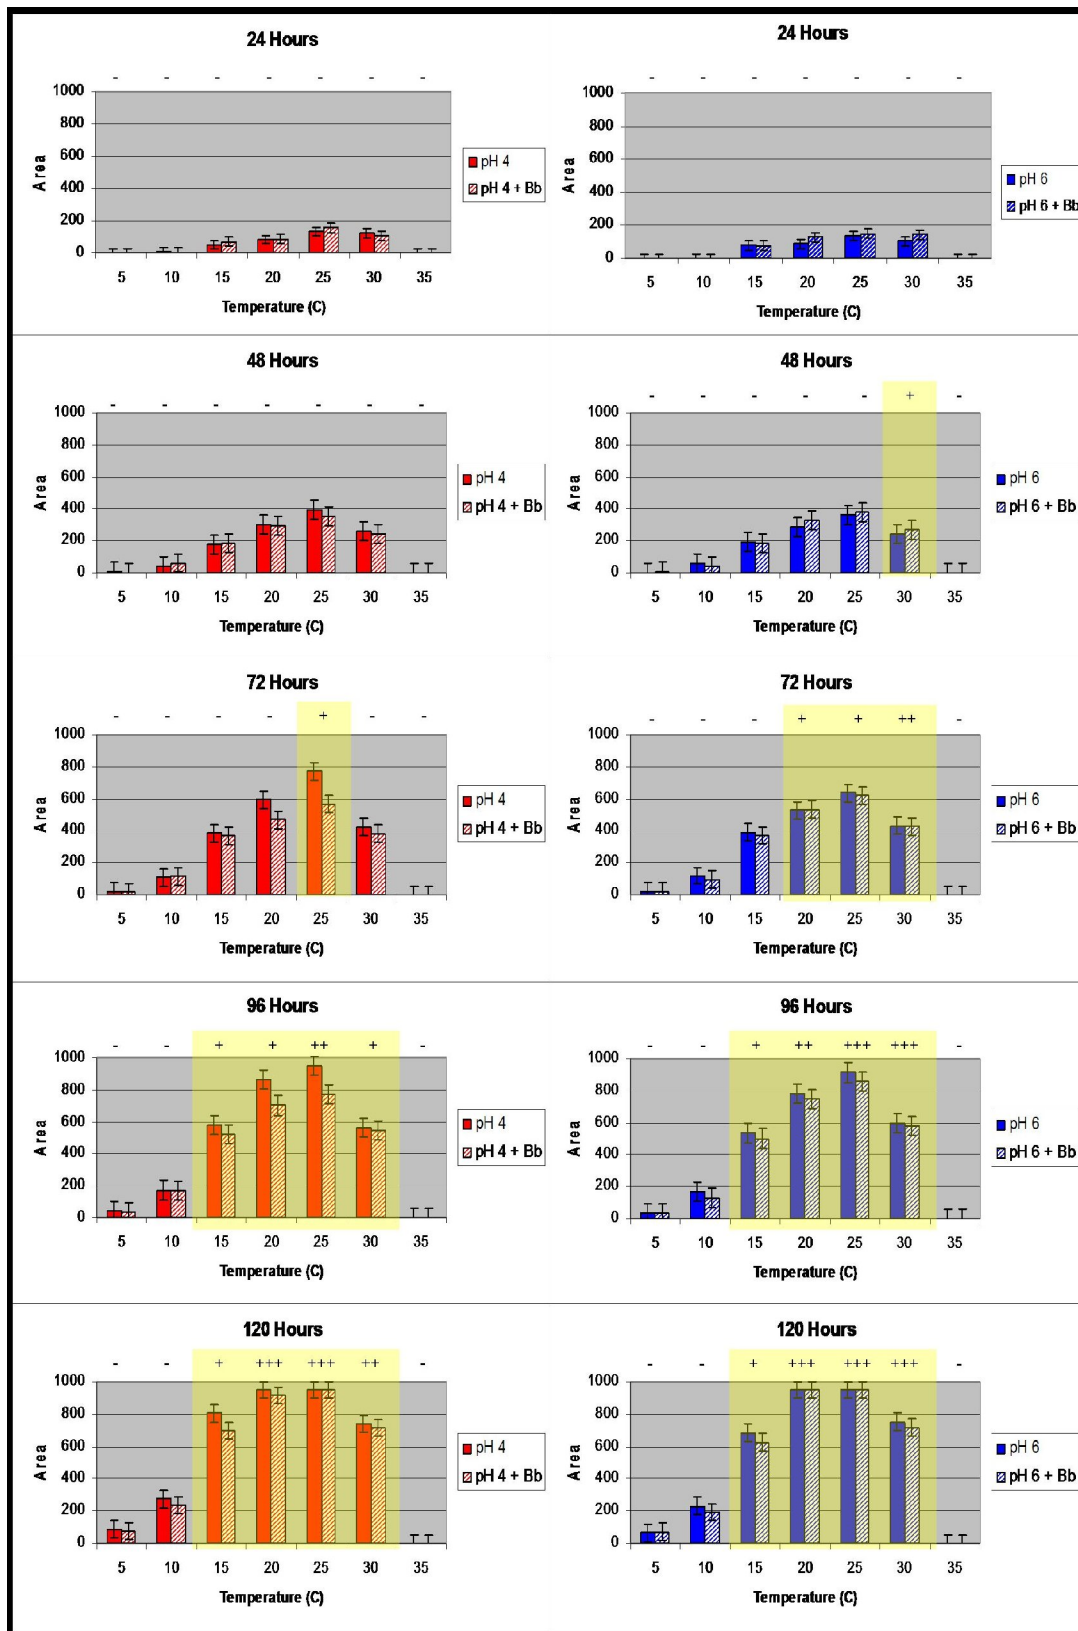 24 Hours
- - - - - - -
1000
800
600
400
200
0
Area
5 10 15 20 25 30 35
Temperature (C)
pH 4
pH 4 + Bb
24 Hours
- - - - - - -
1000
800
600
400
200
0
Area
5 10 15 20 25 30 35
Temperature (C)
pH 6
pH 6 + Bb
48 Hours
- - - - - - -
1000
800
600
400
200
0
Area
5 10 15 20 25 30 35
Temperature (C)
pH 4
pH 4 + Bb
48 Hours
- - - - - + -
1000
800
600
400
200
0
Area
5 10 15 20 25 30 35
Temperature (C)
pH 6
pH 6 + Bb
72 Hours
- - - - + - -
1000
800
600
400
200
0
Area
5 10 15 20 25 30 35
Temperature (C)
pH 4
pH 4 + Bb
72 Hours
- - - + + ++ -
1000
800
600
400
200
0
Area
5 10 15 20 25 30 35
Temperature (C)
pH 6
pH 6 + Bb
96 Hours
- - + + ++ + -
1000
800
600
400
200
0
Area
5 10 15 20 25 30 35
Temperature (C)
pH 4
pH 4 + Bb
96 Hours
- - + ++ +++ +++ -
1000
800
600
400
200
0
Area
5 10 15 20 25 30 35
Temperature (C)
pH 6
pH 6 + Bb
120 Hours
- - + +++ +++ ++ -
1000
800
600
400
200
0
Area
5 10 15 20 25 30 35
Temperature (C)
pH 4
pH 4 + Bb
120 Hours
- - + +++ +++ +++ -
1000
800
600
400
200
0
Area
5 10 15 20 25 30 35
Temperature (C)
pH 6
pH 6 + Bb